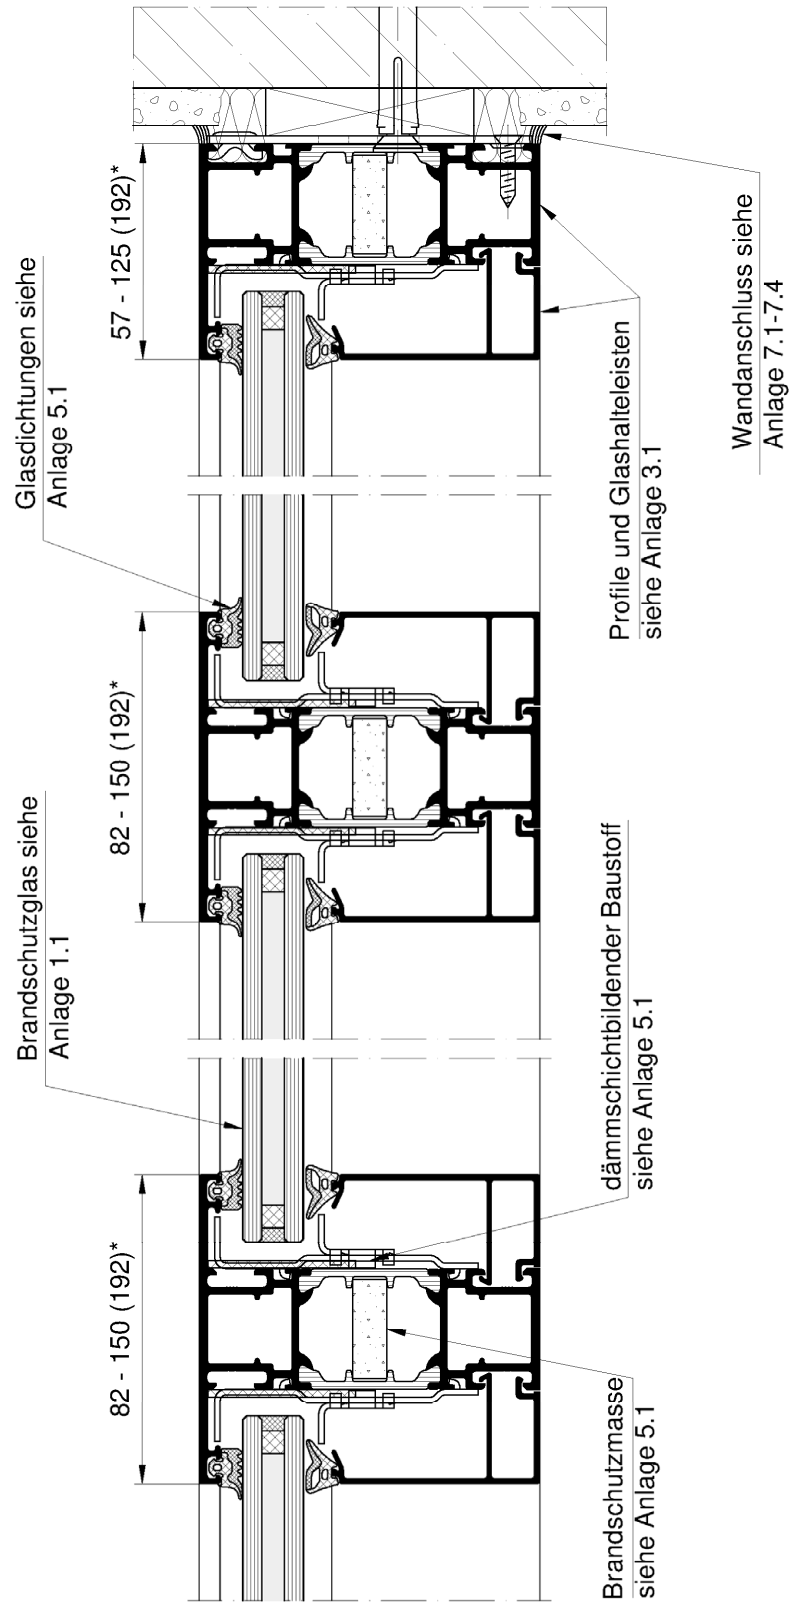 57 - 125 (192)*
82 - 150 (192)*
82 - 150 (192)*
Glasdichtungen siehe
Anlage 5.1
Brandschutzglas siehe
Anlage 1.1
Wandanschluss siehe
Anlage 7.1-7.4
Profile und Glashalteleisten
siehe Anlage 3.1
dämmschichtbildender Baustoff
siehe Anlage 5.1
Brandschutzmasse
siehe Anlage 5.1